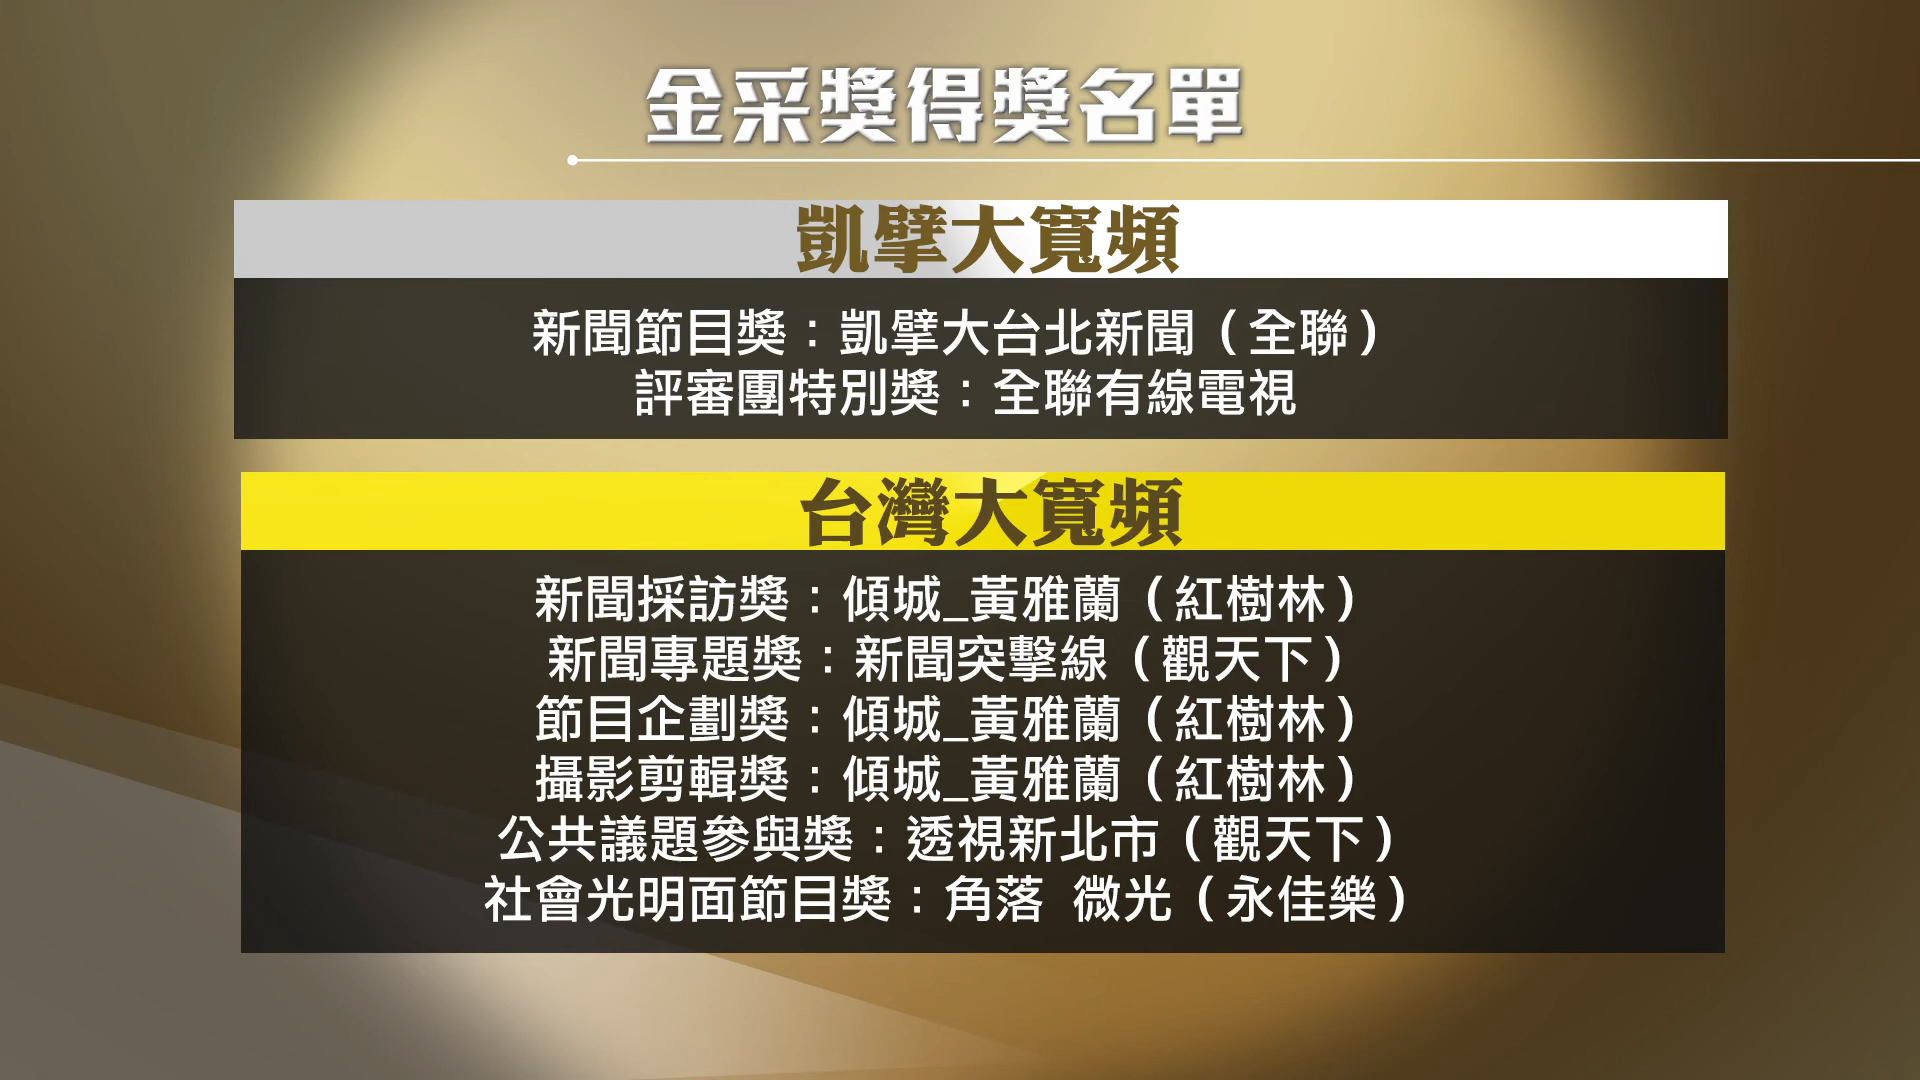 金采獎得獎名單
凱擘大寬頻
新聞節目獎：凱擘大台北新聞（全聯）
評審團特別獎：全聯有線電視
台灣大寬頻
新聞採訪獎：傾城_黃雅蘭（紅樹林）
新聞專題獎：新聞突擊線（觀天下）
節目企劃獎：傾城_黃雅蘭（紅樹林）
攝影剪輯獎：傾城_黃雅蘭（紅樹林）
公共議題參與獎：透視新北市（觀天下）
社會光明面節目獎：角落 微光（永佳樂）